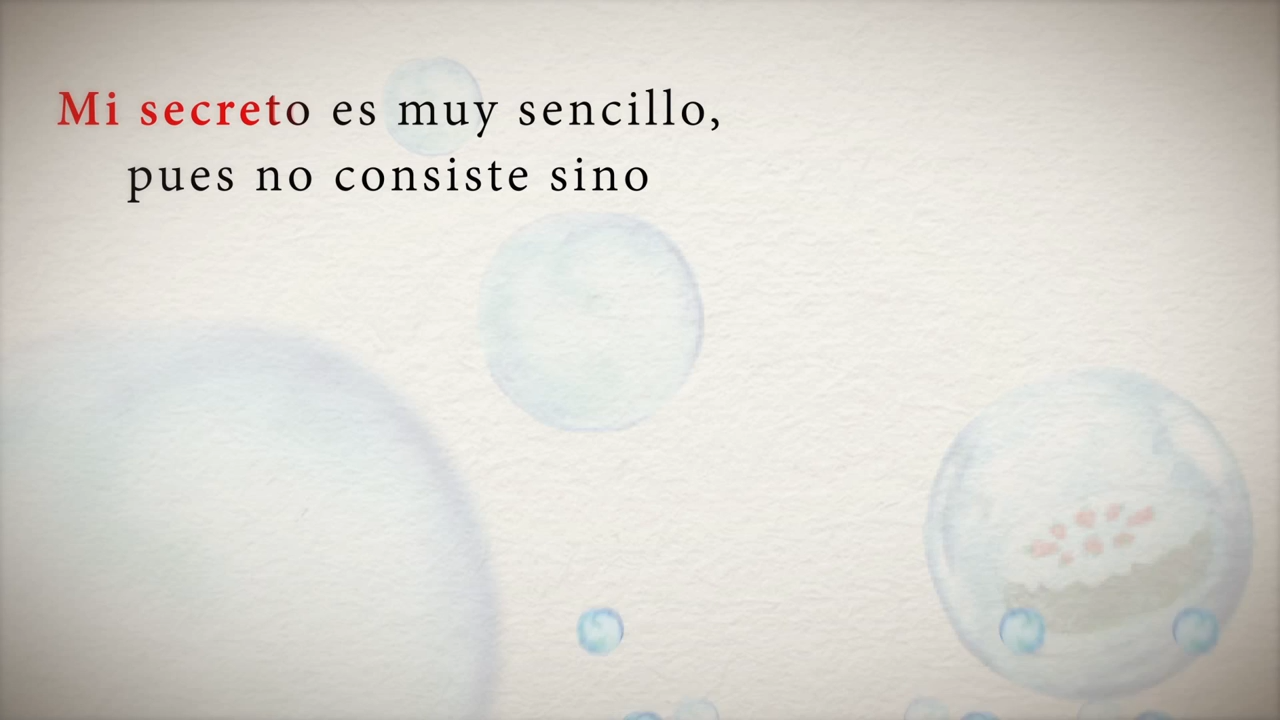 Mi secreto es muy sencillo,
pues no consiste sino